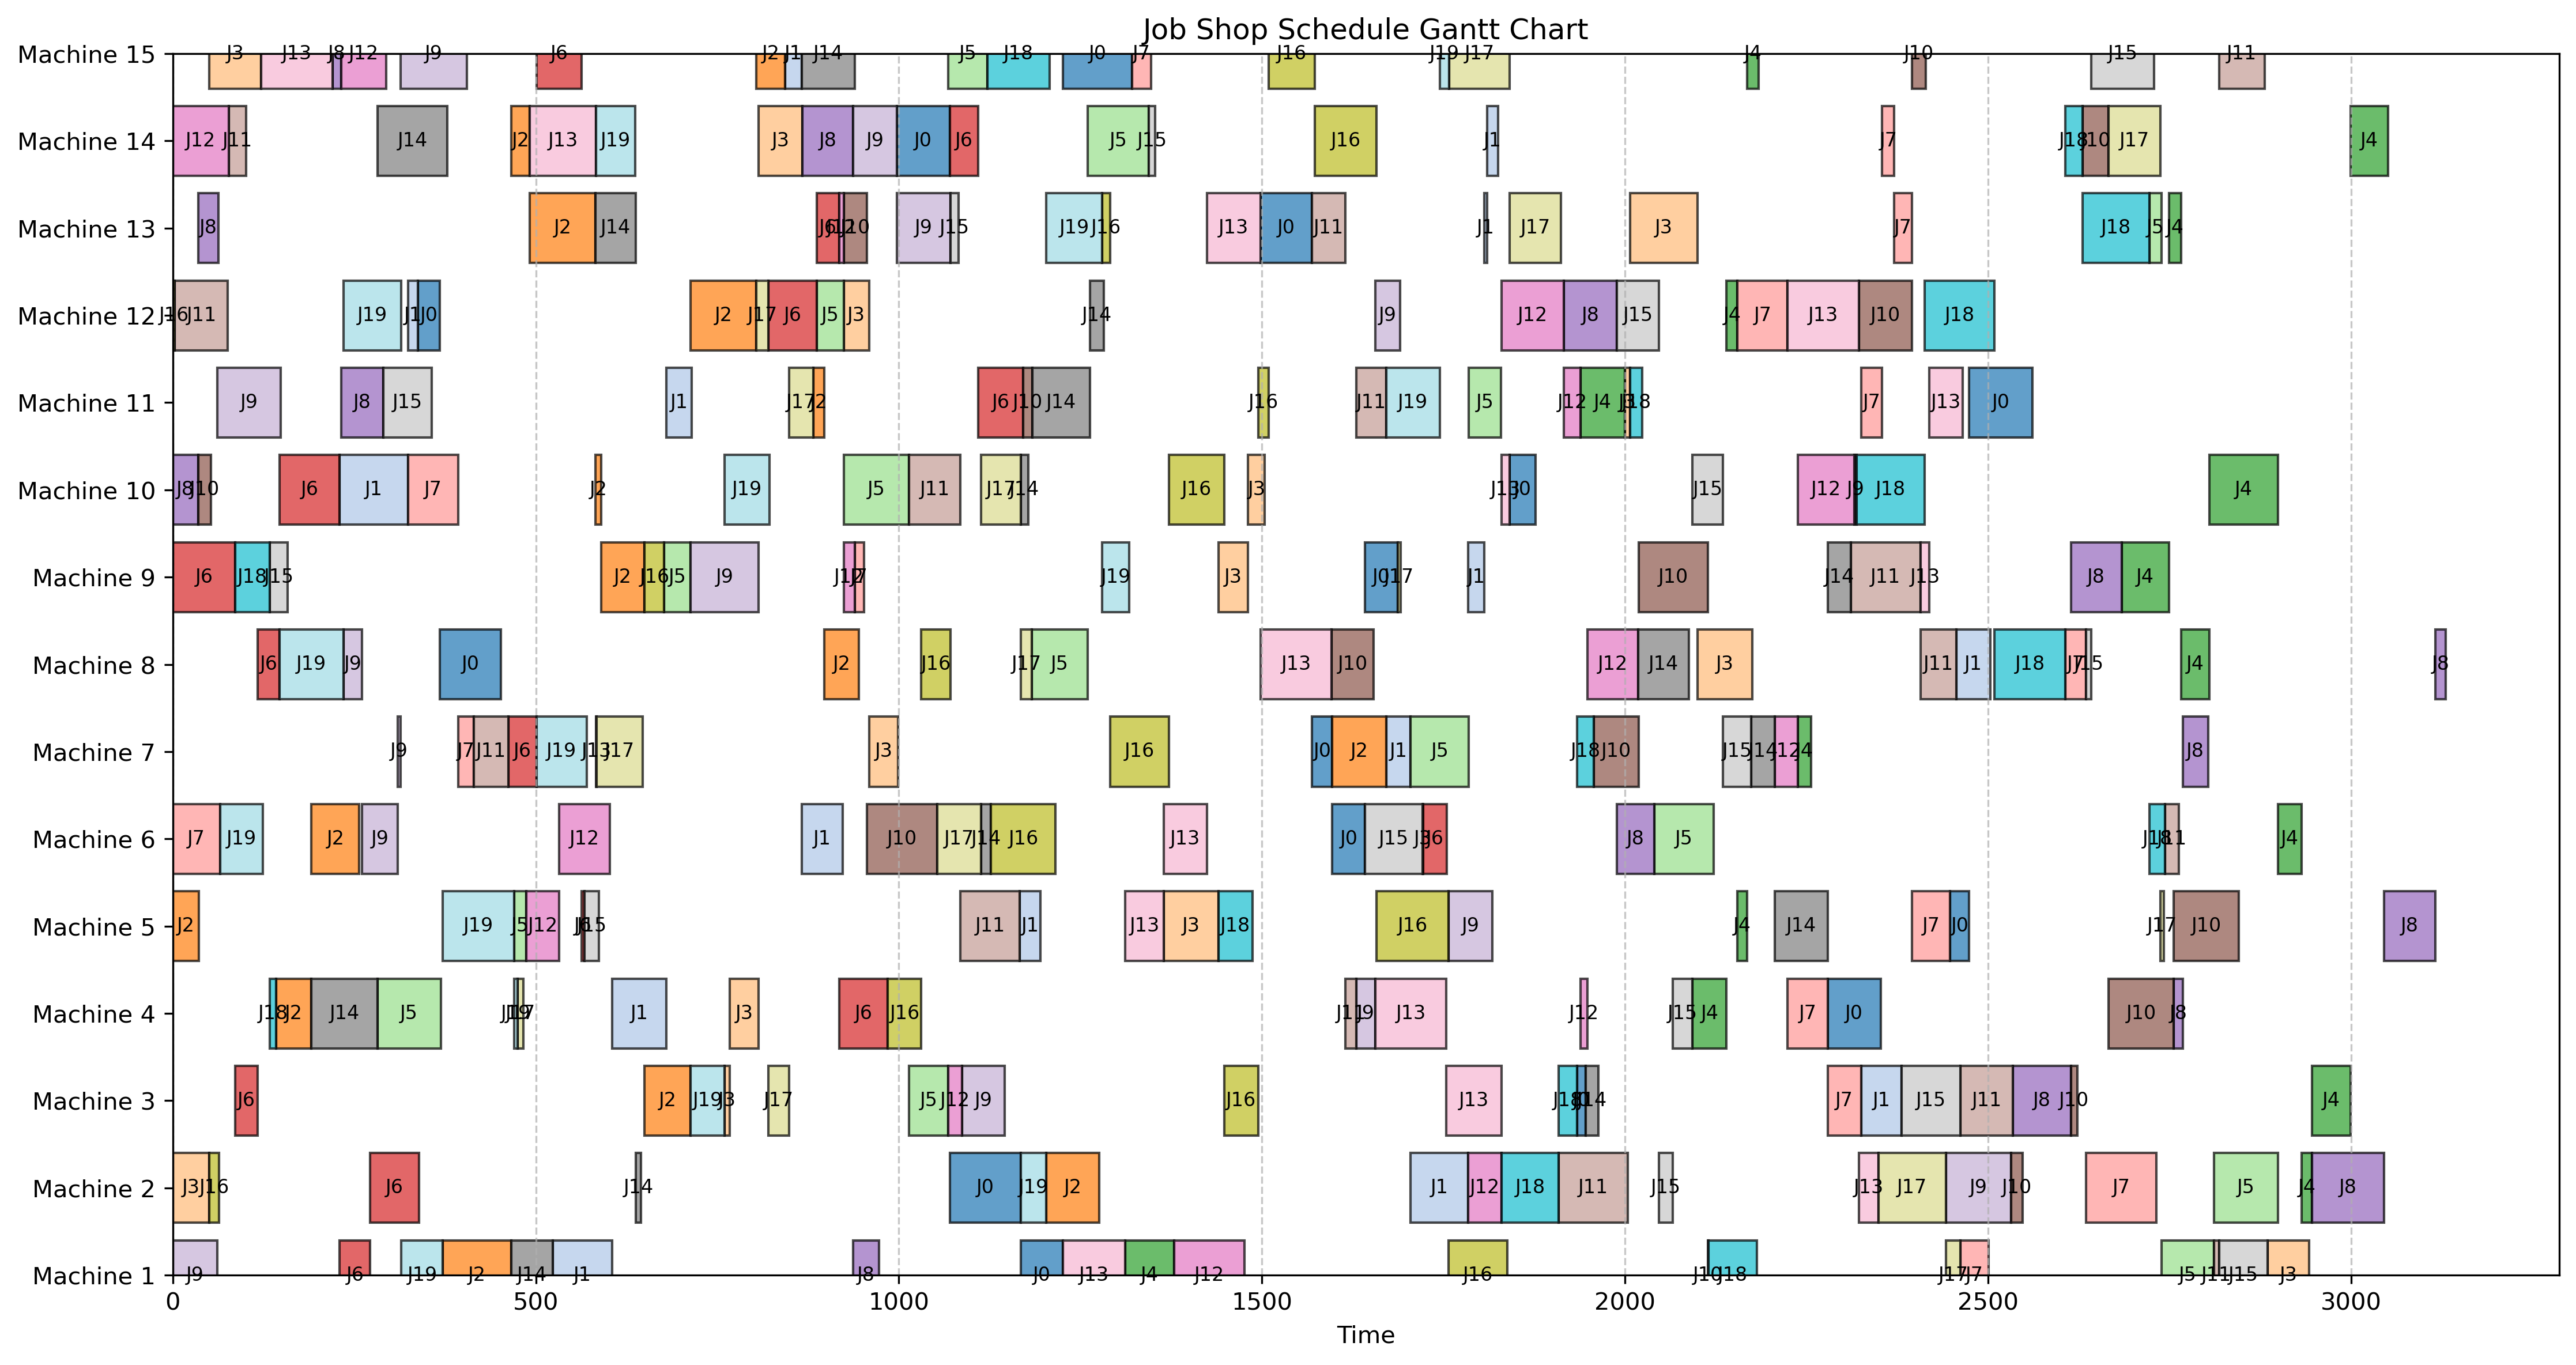 Job Shop Schedule Gantt Chart
Machine 15 J3 J13 J8 J12 J9 J6 J2 J1 J14 J5 J18 J0 J7 J16 J19 J17 J4 J10 J15 J11
Machine 14 J12 J11 J14 J2 J13 J19 J3 J8 J9 J0 J6 J5 J15 J16 J1 J7 J18 J10 J17 J4
Machine 13 J8 J2 J14 J6 J12 J10 J9 J15 J19 J16 J13 J0 J11 J1 J17 J3 J7 J18 J5 J4
Machine 12 J16 J11 J19 J1 J0 J2 J17 J6 J5 J3 J14 J9 J12 J8 J15 J4 J7 J13 J10 J18
Machine 11 J9 J8 J15 J1 J17 J2 J6 J10 J14 J16 J11 J19 J5 J12 J4 J3 J18 J7 J13 J0
Machine 10 J8 J10 J6 J1 J7 J2 J19 J5 J11 J17 J14 J16 J3 J13 J0 J15 J12 J9 J18 J4
Machine 9 J6 J18 J15 J2 J16 J5 J9 J12 J7 J19 J3 J0 J17 J1 J10 J14 J11 J13 J8 J4
Machine 8 J6 J19 J9 J0 J2 J16 J17 J5 J13 J10 J12 J14 J3 J11 J1 J18 J7 J15 J4 J8
Machine 7 J9 J7 J11 J6 J19 J13 J17 J3 J16 J0 J2 J1 J5 J18 J10 J15 J14 J12 J4 J8
Machine 6 J7 J19 J2 J9 J12 J1 J10 J17 J14 J16 J13 J0 J15 J3 J6 J8 J5 J18 J11 J4
Machine 5 J2 J19 J5 J12 J6 J15 J11 J1 J13 J3 J18 J16 J9 J4 J14 J7 J0 J17 J10 J8
Machine 4 J18 J2 J14 J5 J19 J17 J1 J3 J6 J16 J11 J9 J13 J12 J15 J4 J7 J0 J10 J8
Machine 3 J6 J2 J19 J3 J17 J5 J12 J9 J16 J13 J18 J0 J14 J7 J1 J15 J11 J8 J10 J4
Machine 2 J3 J16 J6 J14 J0 J19 J2 J1 J12 J18 J11 J15 J13 J17 J9 J10 J7 J5 J4 J8
Machine 1 J9 J6 J19 J2 J14 J1 J8 J0 J13 J4 J12 J16 J10 J18 J17 J7 J5 J11 J15 J3
0 500 1000 1500 2000 2500 3000
Time